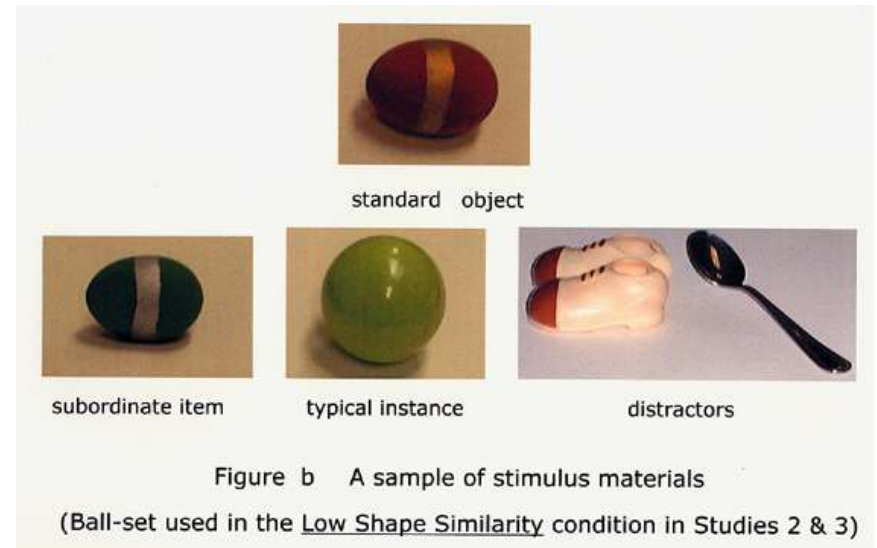 standard object
subordinate item
typical instance
distractors
Figure b A sample of stimulus materials
(Ball-set used in the Low Shape Similarity condition in Studies 2 & 3)